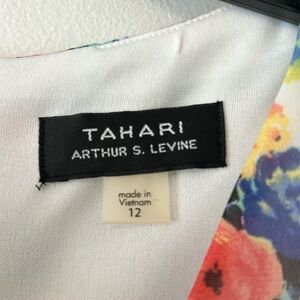 TAHARI
ARTHUR S. LEVINE
made in
Vietnam
12